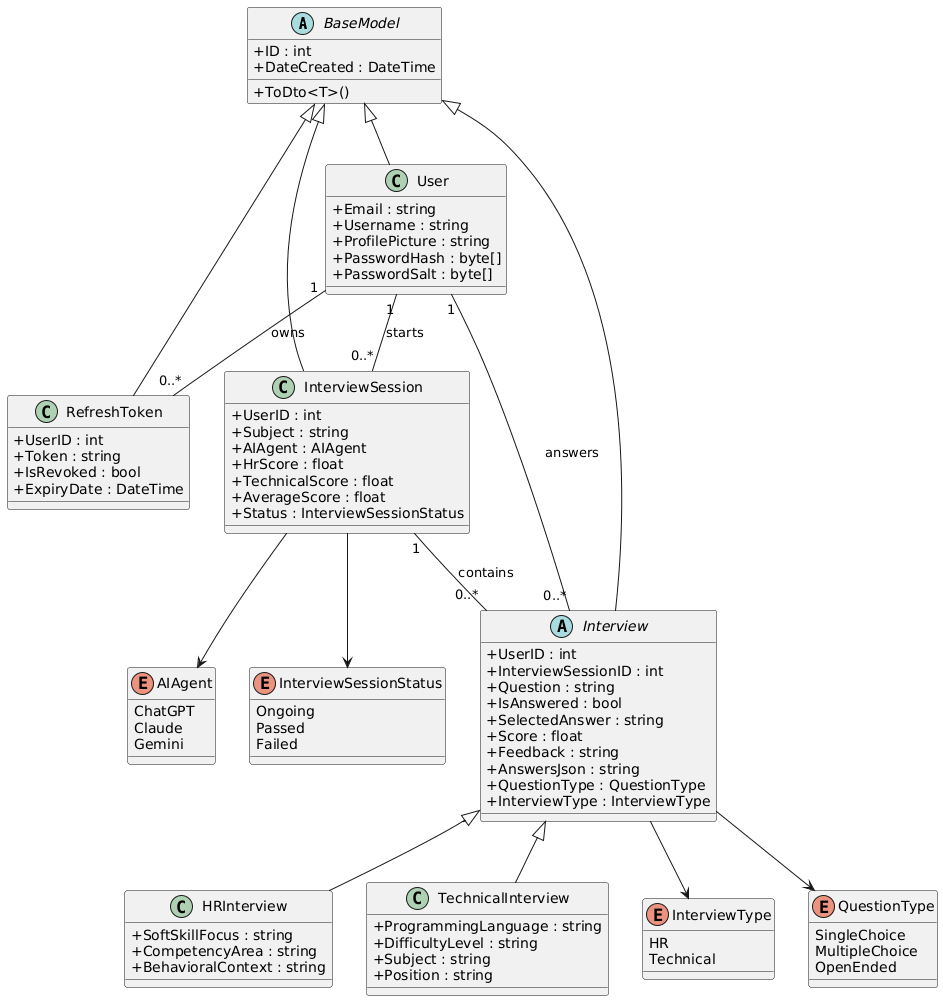 A BaseModel
+ID : int
+DateCreated : DateTime
+ToDto<T>()
C User
+Email : string
+Username : string
+ProfilePicture : string
+PasswordHash : byte[]
+PasswordSalt : byte[]
1
1
1
owns
starts
0..*
0..*
C RefreshToken
+UserID : int
+Token : string
+IsRevoked : bool
+ExpiryDate : DateTime
C InterviewSession
+UserID : int
+Subject : string
+AIAgent : AIAgent
+HrScore : float
+TechnicalScore : float
+AverageScore : float
+Status : InterviewSessionStatus
answers
1
contains
0..*
0..*
E AIAgent
ChatGPT
Claude
Gemini
E InterviewSessionStatus
Ongoing
Passed
Failed
A Interview
+UserID : int
+InterviewSessionID : int
+Question : string
+IsAnswered : bool
+SelectedAnswer : string
+Score : float
+Feedback : string
+AnswersJson : string
+QuestionType : QuestionType
+InterviewType : InterviewType
C HRInterview
+SoftSkillFocus : string
+CompetencyArea : string
+BehavioralContext : string
C TechnicalInterview
+ProgrammingLanguage : string
+DifficultyLevel : string
+Subject : string
+Position : string
E InterviewType
HR
Technical
E QuestionType
SingleChoice
MultipleChoice
OpenEnded